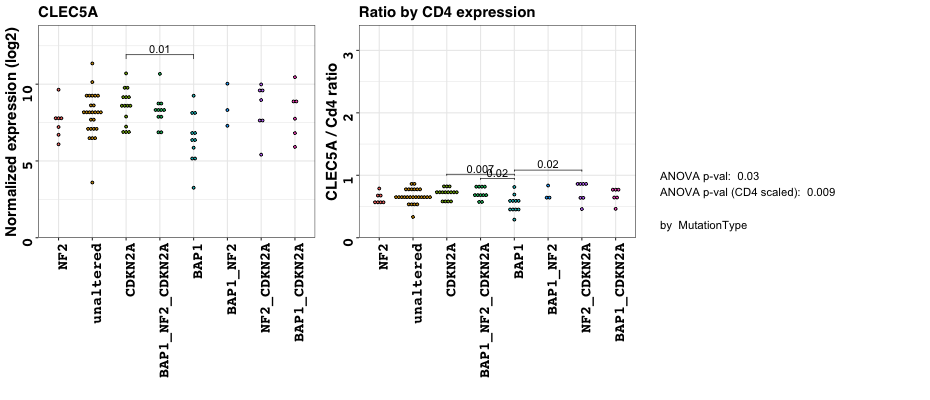 CLEC5A
Normalized expression (log2)
10
5
0
0.01
NF2
unaltered
CDKN2A
BAP1_NF2_CDKN2A
BAP1
BAP1_NF2
NF2_CDKN2A
BAP1_CDKN2A
Ratio by CD4 expression
CLEC5A / Cd4 ratio
3
2
1
0
0.007
0.02
0.02
NF2
unaltered
CDKN2A
BAP1_NF2_CDKN2A
BAP1
BAP1_NF2
NF2_CDKN2A
BAP1_CDKN2A
ANOVA p-val: 0.03
ANOVA p-val (CD4 scaled): 0.009
by MutationType